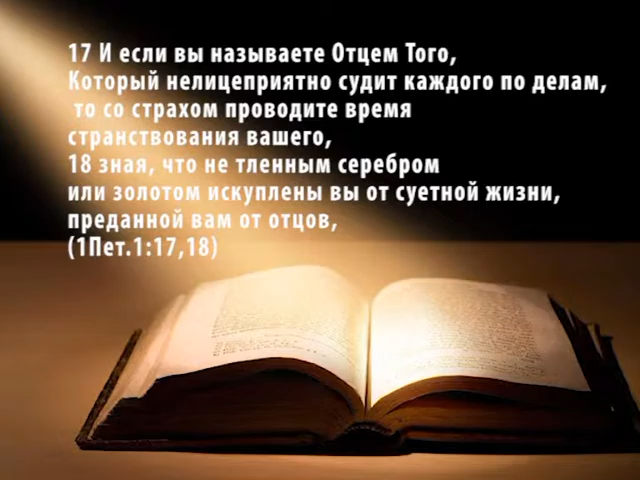 17 И если вы называете Отцем Того,
Который нелицеприятно судит каждого по делам,
то со страхом проводите время
странствования вашего,
18 зная, что не тленным серебром
или золотом искуплены вы от суетной жизни,
преданной вам от отцов,
(1Пет.1:17,18)